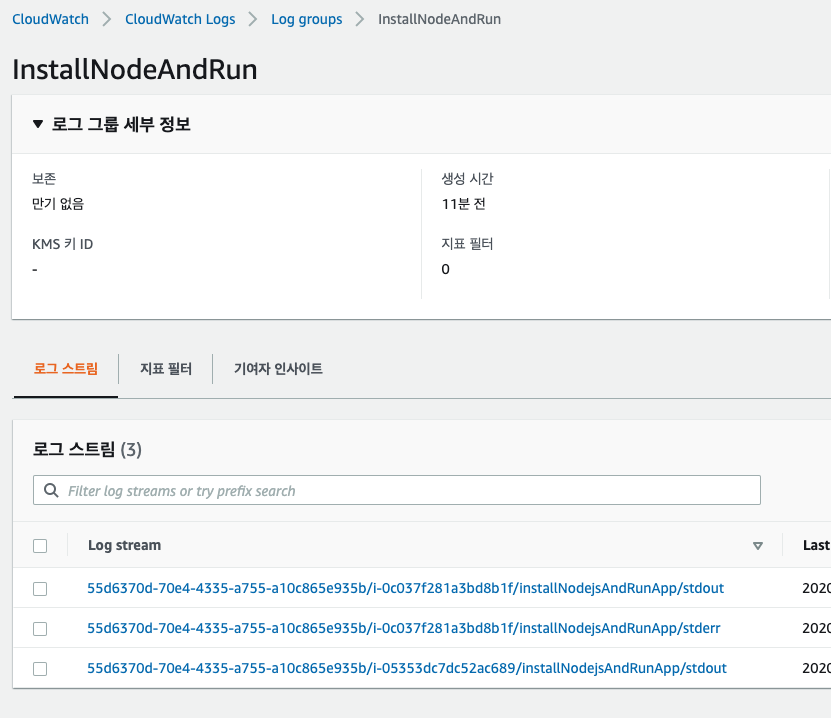 CloudWatch CloudWatch Logs Log groups InstallNodeAndRun
InstallNodeAndRun
로그 그룹 세부 정보
보존 생성 시간
만기 없음 11분 전
KMS 키 ID 지표 필터
- 0
로그 스트림 지표 필터 기여자 인사이트
로그 스트림 (3)
Filter log streams or try prefix search
Log stream Last
55d6370d-70e4-4335-a755-a10c865e935b/i-0c037f281a3bd8b1f/installNodejsAndRunApp/stdout 2020
55d6370d-70e4-4335-a755-a10c865e935b/i-0c037f281a3bd8b1f/installNodejsAndRunApp/stderr 2020
55d6370d-70e4-4335-a755-a10c865e935b/i-05353dc7dc52ac689/installNodejsAndRunApp/stdout 2020